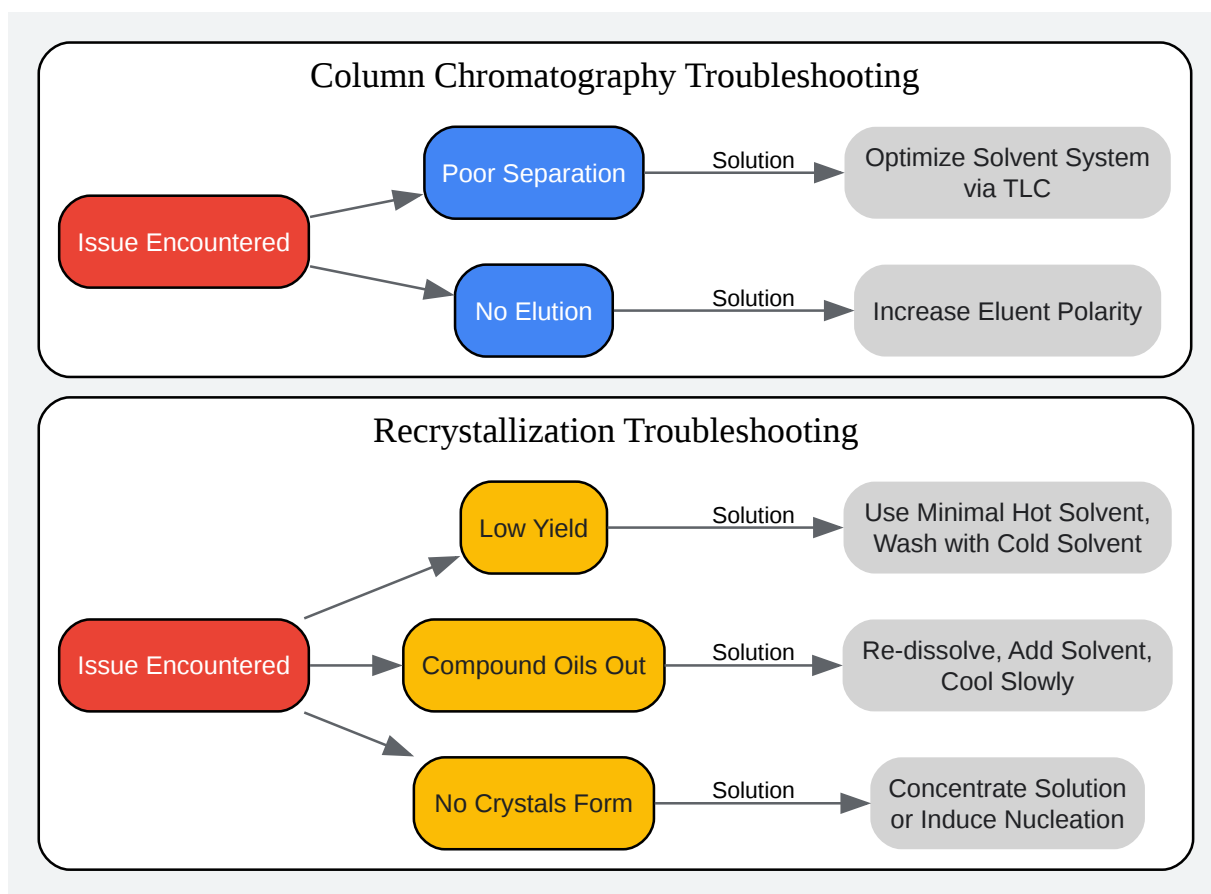 Column Chromatography Troubleshooting
Issue Encountered
Poor Separation
Solution
Optimize Solvent System
via TLC
No Elution
Solution
Increase Eluent Polarity
Recrystallization Troubleshooting
Issue Encountered
Low Yield
Solution
Use Minimal Hot Solvent,
Wash with Cold Solvent
Compound Oils Out
Solution
Re-dissolve, Add Solvent,
Cool Slowly
No Crystals Form
Solution
Concentrate Solution
or Induce Nucleation